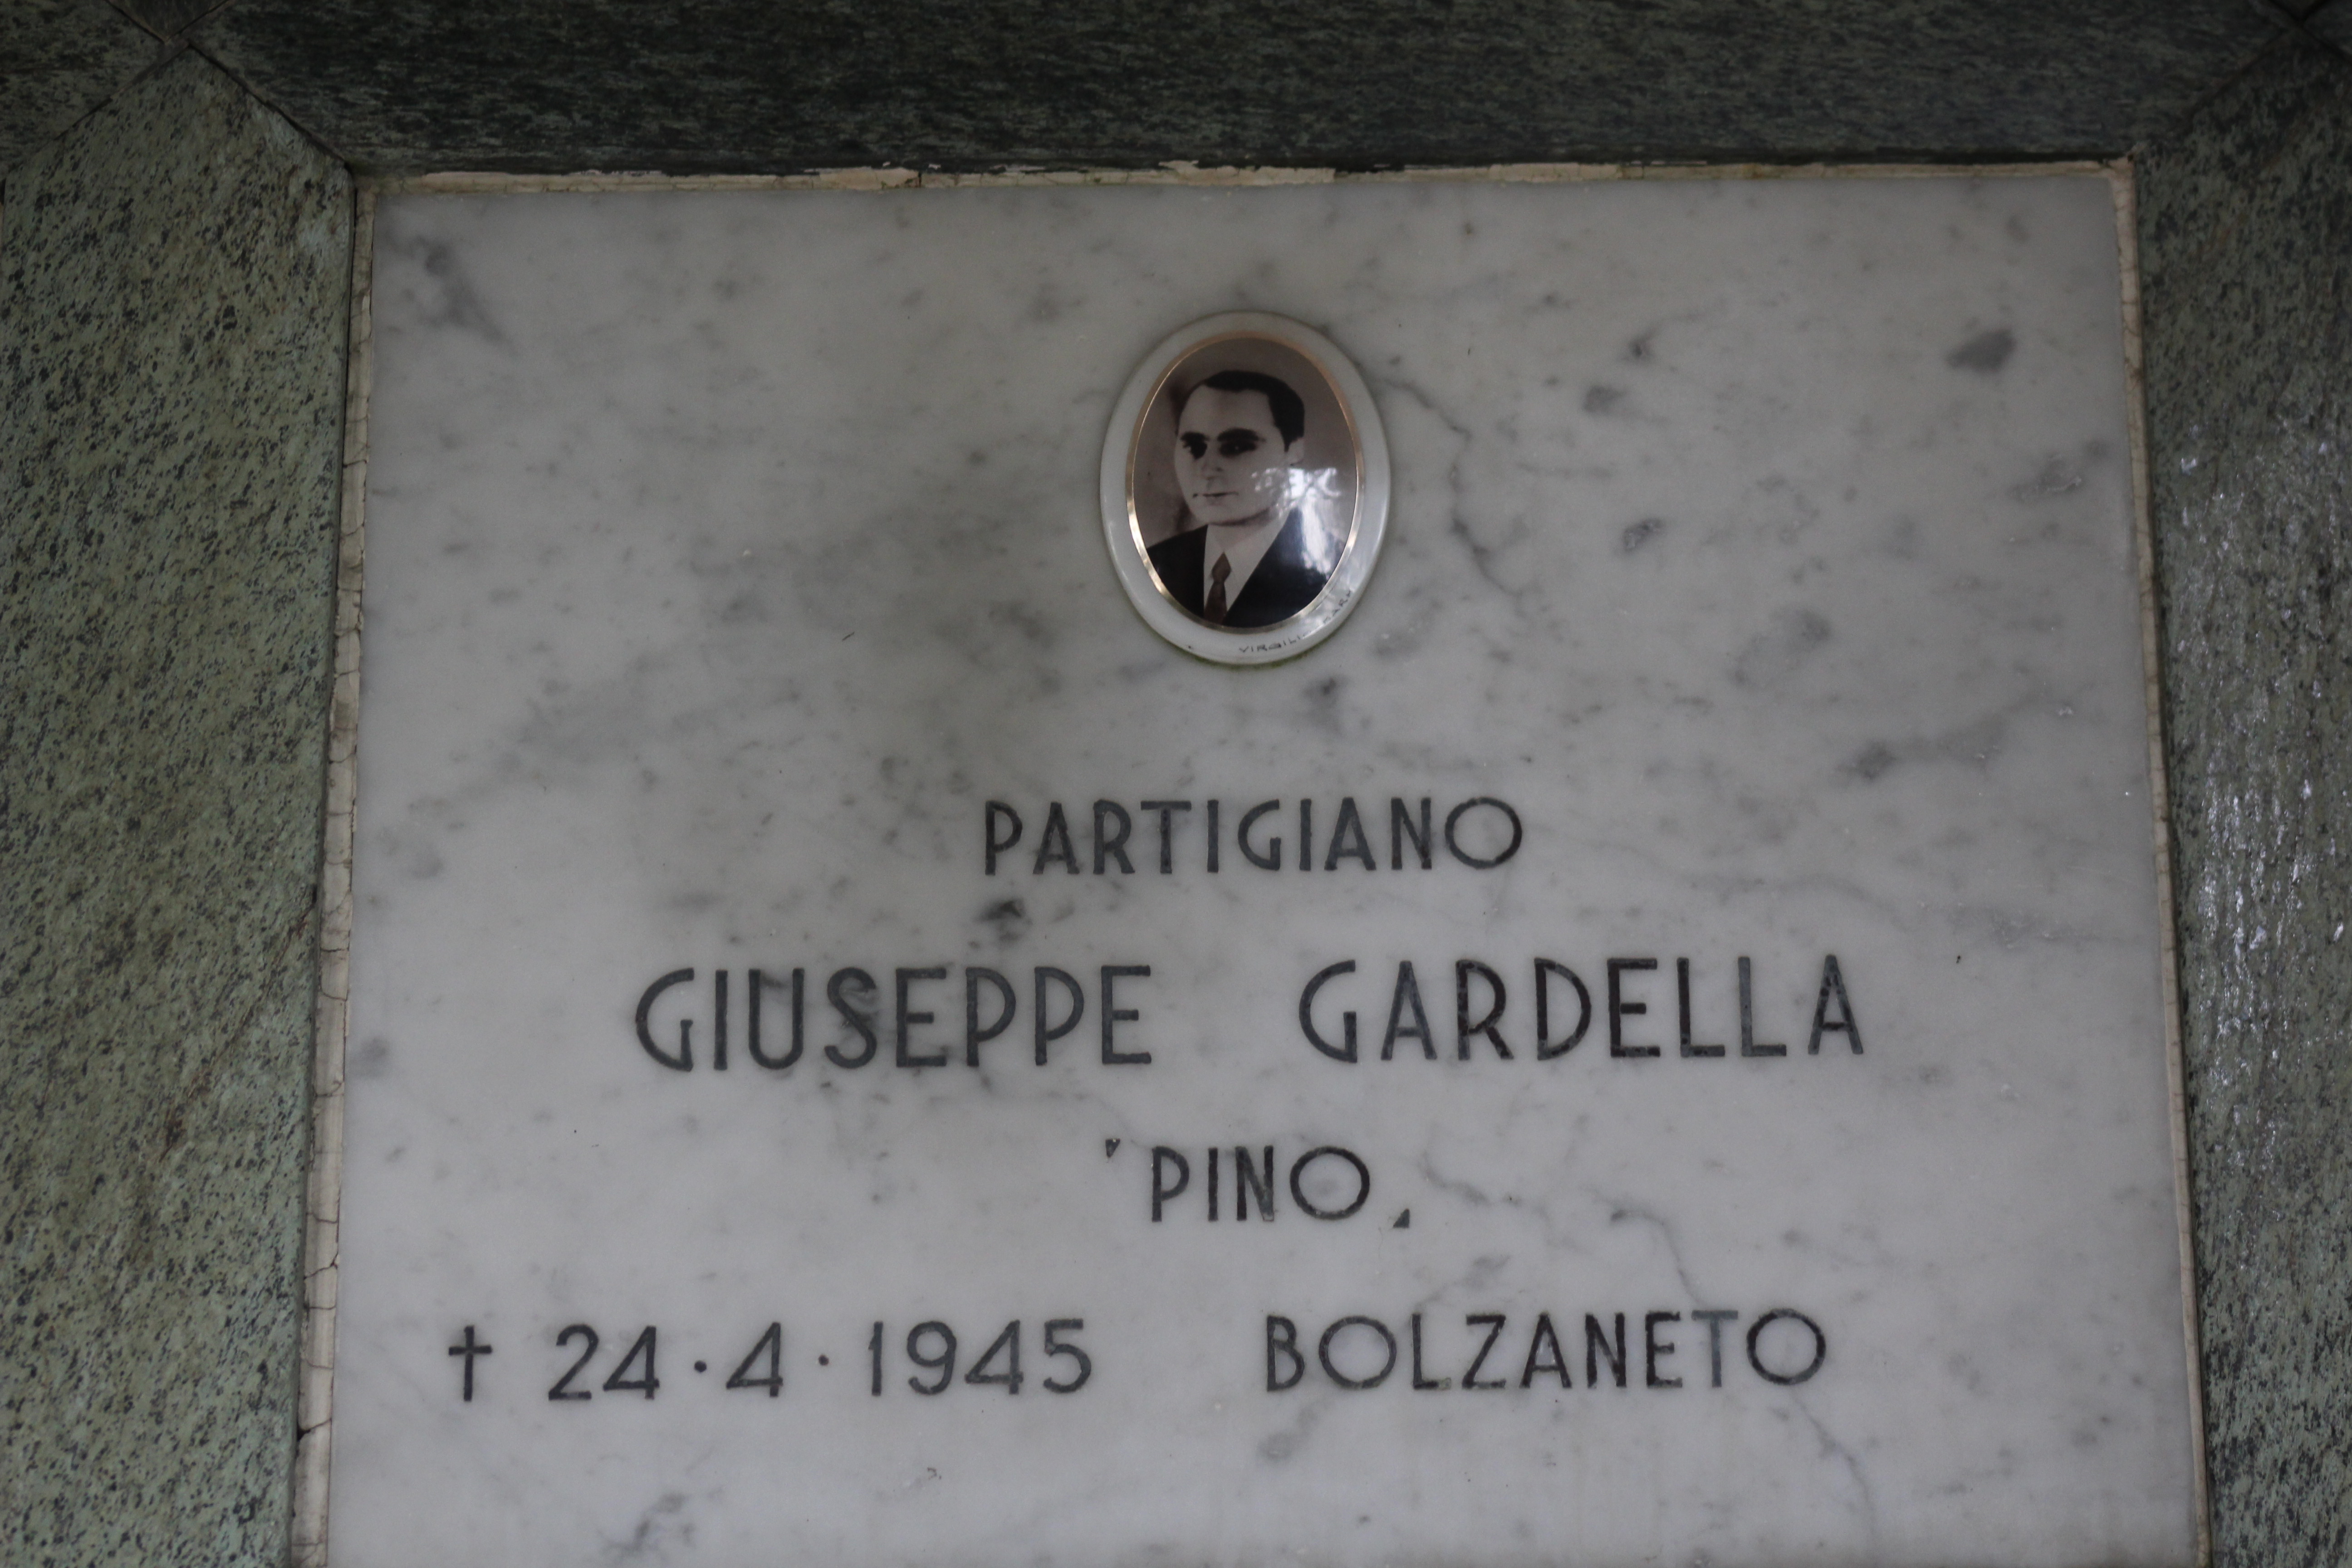 PARTIGIANO
GIUSEPPE GARDELLA
"PINO„
† 24·4·1945 BOLZANETO